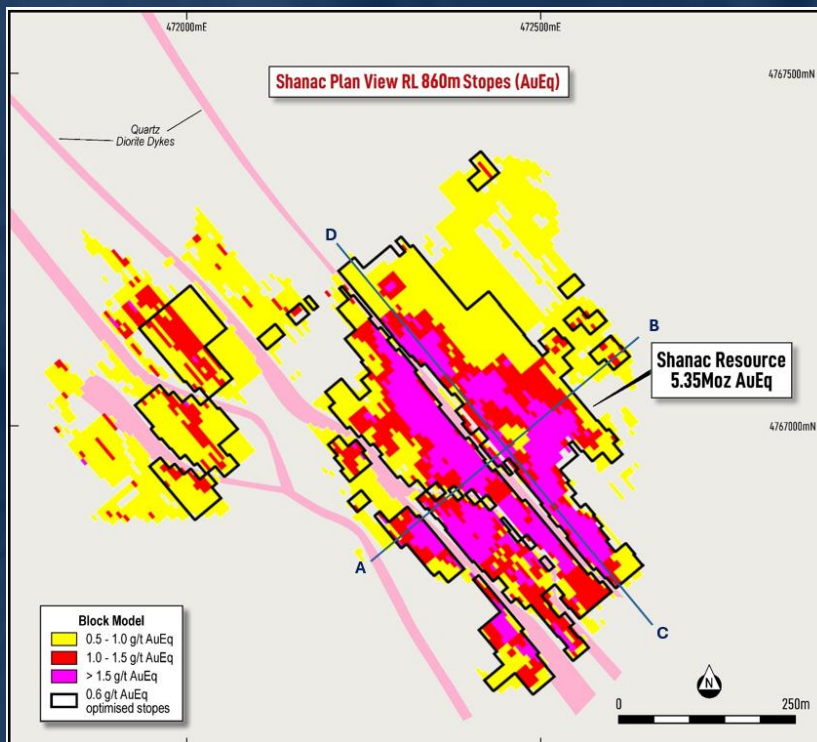 472000mE
472500mE
Shanac Plan View RL 860m Stopes (AuEq)
4767500mN
Quartz
Diorite Dykes
D
B
Shanac Resource
5.35Moz AuEq
4767000mN
A
C
Block Model
0.5 - 1.0 g/t AuEq
1.0 - 1.5 g/t AuEq
> 1.5 g/t AuEq
0.6 g/t AuEq
optimised stopes
N
0
250m